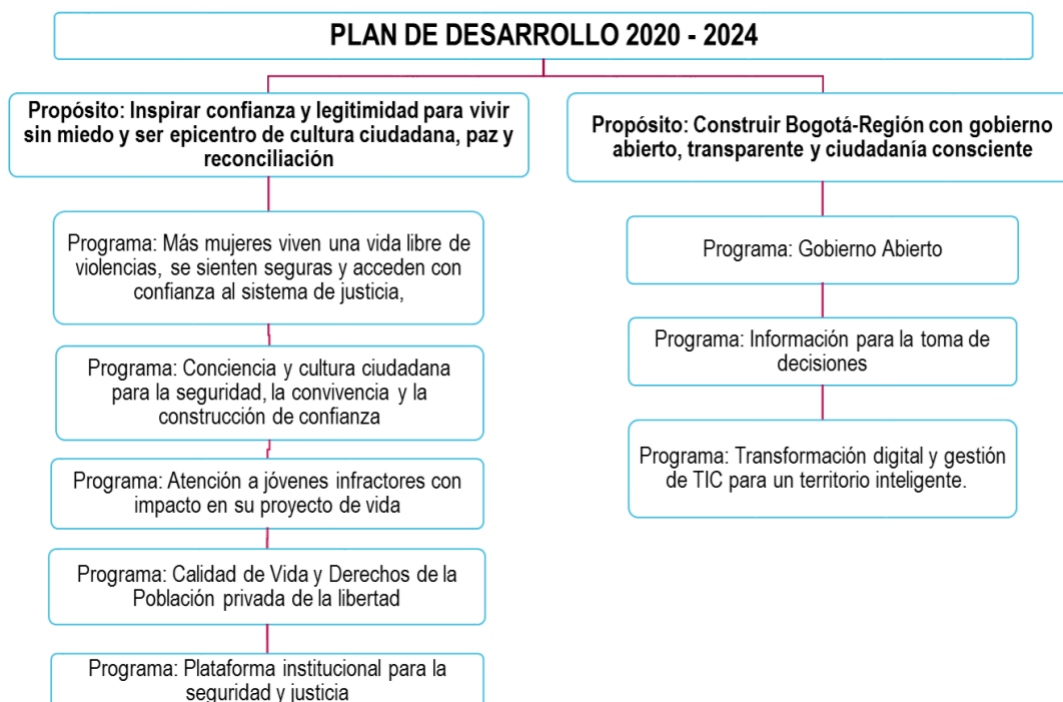 PLAN DE DESARROLLO 2020 - 2024
Propósito: Inspirar confianza y legitimidad para vivir
sin miedo y ser epicentro de cultura ciudadana, paz y
reconciliación
Programa: Más mujeres viven una vida libre de
violencias, se sienten seguras y acceden con
confianza al sistema de justicia,
Programa: Conciencia y cultura ciudadana
para la seguridad, la convivencia y la
construcción de confianza
Programa: Atención a jóvenes infractores con
impacto en su proyecto de vida
Programa: Calidad de Vida y Derechos de la
Población privada de la libertad
Programa: Plataforma institucional para la
seguridad y justicia
Propósito: Construir Bogotá-Región con gobierno
abierto, transparente y ciudadanía consciente
Programa: Gobierno Abierto
Programa: Información para la toma de
decisiones
Programa: Transformación digital y gestión
de TIC para un territorio inteligente.